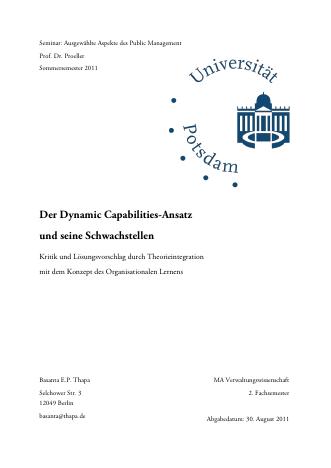 Seminar: Ausgewählte Aspekte des Public Management
Prof. Dr. Proeller
Sommersemester 2011
Universität
Potsdam
Der Dynamic Capabilities-Ansatz
und seine Schwachstellen
Kritik und Lösungsvorschlag durch Theorieintegration
mit dem Konzept des Organisationalen Lernens
Basanta E.P. Thapa
MA Verwaltungswissenschaft
Selchower Str. 3
2. Fachsemester
12049 Berlin
basanta@thapa.de
Abgabedatum: 30. August 2011